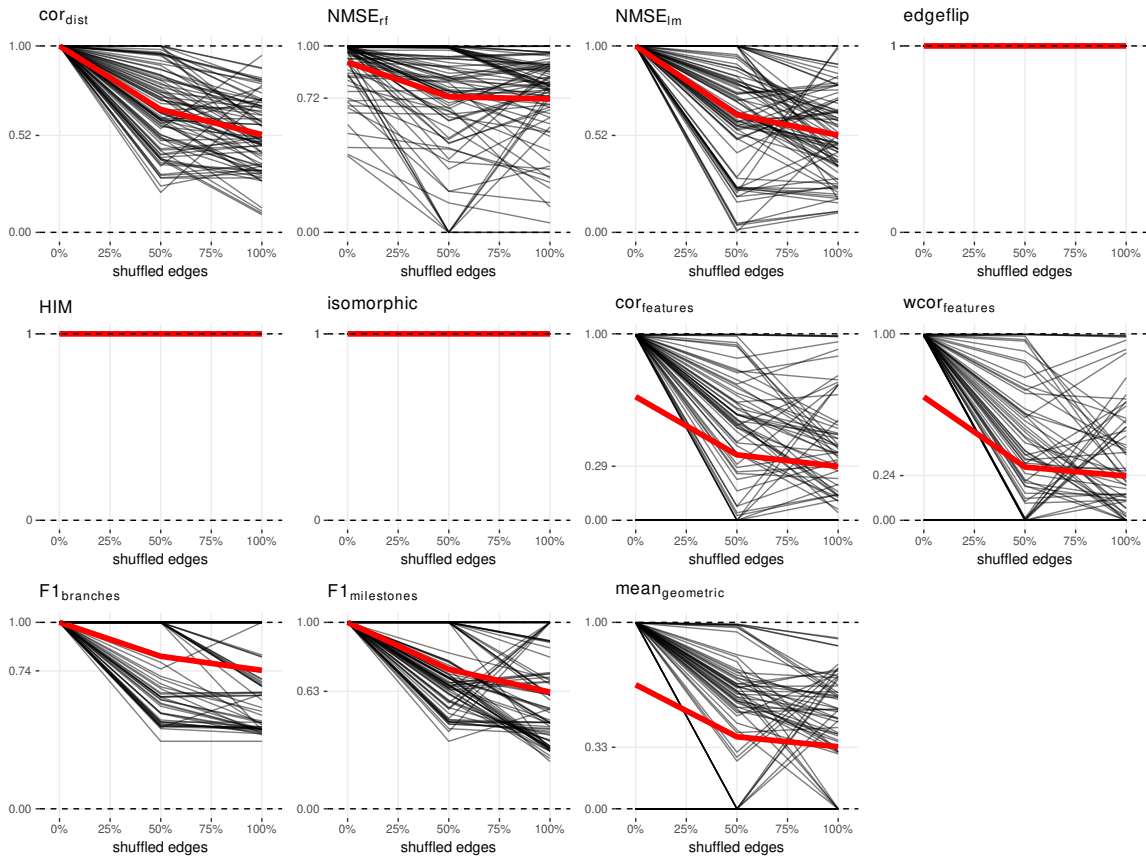 cor_dist NMSE_rf NMSE_lm edgeflip
1.00 1.00 1.00 1
0.52 0.72 0.52
0.00 0.00 0.00 0
0% 25% 50% 75% 100% 0% 25% 50% 75% 100% 0% 25% 50% 75% 100% 0% 25% 50% 75% 100%
shuffled edges shuffled edges shuffled edges shuffled edges
HIM isomorphic cor_features wcor_features
1 1 1.00 1.00
0.29 0.24
0 0 0.00 0.00
0% 25% 50% 75% 100% 0% 25% 50% 75% 100% 0% 25% 50% 75% 100% 0% 25% 50% 75% 100%
shuffled edges shuffled edges shuffled edges shuffled edges
F1_branches F1_milestones mean_geometric
1.00 1.00 1.00
0.74 0.63 0.33
0.00 0.00 0.00
0% 25% 50% 75% 100% 0% 25% 50% 75% 100% 0% 25% 50% 75% 100%
shuffled edges shuffled edges shuffled edges